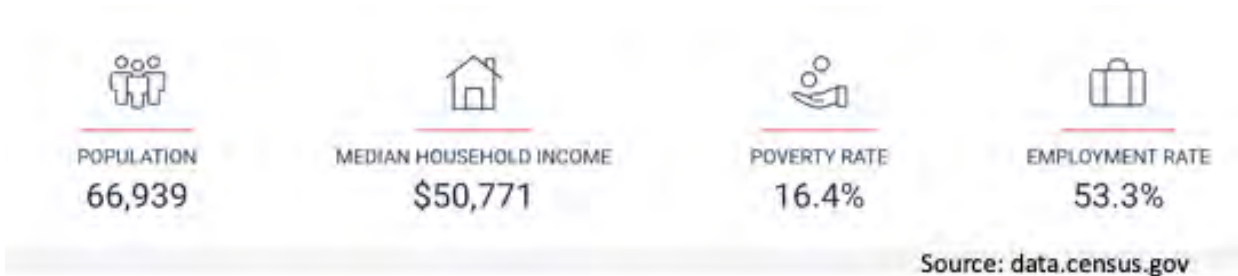 POPULATION
66,939
MEDIAN HOUSEHOLD INCOME
$50,771
POVERTY RATE
16.4%
EMPLOYMENT RATE
53.3%
Source: data.census.gov